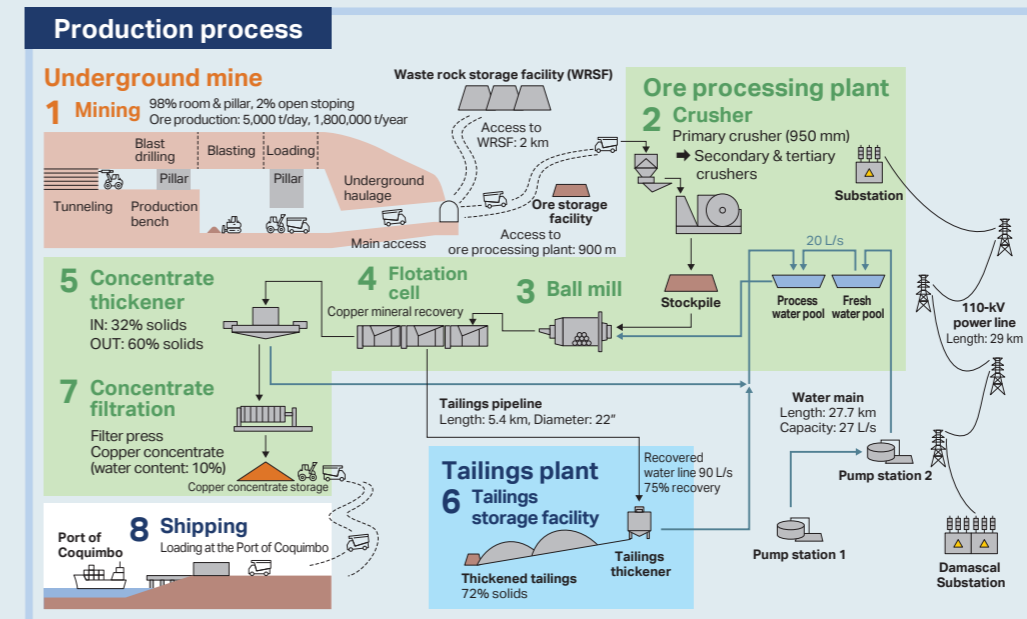 Production process
Underground mine
1 Mining
98% room & pillar, 2% open stoping
Ore production: 5,000 t/day, 1,800,000 t/year
Blast
drilling
Blasting
Loading
Pillar
Pillar
Tunneling
Production
bench
Underground
haulage
Main access
Waste rock storage facility (WRSF)
Access to
WRSF: 2 km
Ore storage
facility
Access to
ore processing plant: 900 m
Ore processing plant
2 Crusher
Primary crusher (950 mm)
➡ Secondary & tertiary
crushers
Substation
Stockpile
20 L/s
Process
water pool
Fresh
water pool
110-kV
power line
Length: 29 km
3 Ball mill
4 Flotation
cell
Copper mineral recovery
5 Concentrate
thickener
IN: 32% solids
OUT: 60% solids
7 Concentrate
filtration
Filter press
Copper concentrate
(water content: 10%)
Copper concentrate storage
Tailings pipeline
Length: 5.4 km, Diameter: 22"
Water main
Length: 27.7 km
Capacity: 27 L/s
Pump station 2
Pump station 1
Damascal
Substation
Tailings plant
6 Tailings
storage facility
Recovered
water line 90 L/s
75% recovery
Tailings
thickener
Thickened tailings
72% solids
8 Shipping
Loading at the Port of Coquimbo
Port of
Coquimbo